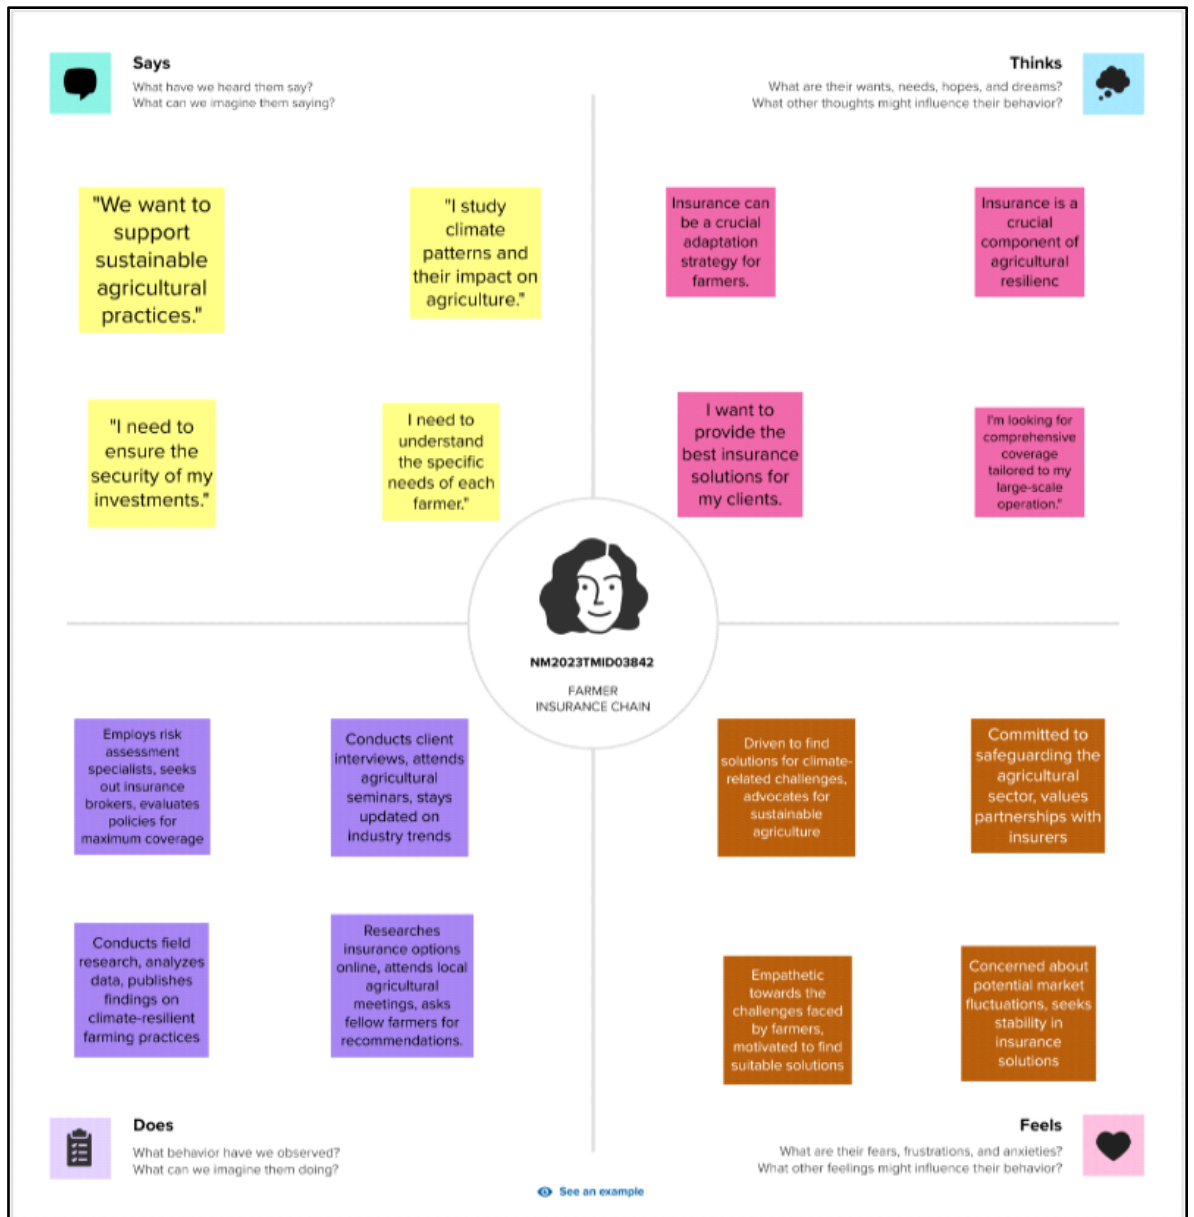 Says
What have we heard them say?
What can we imagine them saying?
Thinks
What are their wants, needs, hopes, and dreams?
What other thoughts might influence their behavior?
"We want to
support
sustainable
agricultural
practices."
"I study
climate
patterns and
their impact on
agriculture."
Insurance can
be a crucial
adaptation
strategy for
farmers.
Insurance is a
crucial
component of
agricultural
resilienc
"I need to
ensure the
security of my
investments."
I need to
understand
the specific
needs of each
farmer."
I want to
provide the
best insurance
solutions for
my clients.
I'm looking for
comprehensive
coverage
tailored to my
large-scale
operation."
NM2023TMID03842
FARMER
INSURANCE CHAIN
Employs risk
assessment
specialists, seeks
out insurance
brokers, evaluates
policies for
maximum coverage
Conducts client
interviews, attends
agricultural
seminars, stays
updated on
industry trends
Driven to find
solutions for climate-
related challenges,
advocates for
sustainable
agriculture
Committed to
safeguarding the
agricultural
sector, values
partnerships with
insurers
Conducts field
research, analyzes
data, publishes
findings on
climate-resilient
farming practices
Researches
insurance options
online, attends local
agricultural
meetings, asks
fellow farmers for
recommendations.
Empathetic
towards the
challenges faced
by farmers,
motivated to find
suitable solutions
Concerned about
potential market
fluctuations, seeks
stability in
insurance
solutions
Does
What behavior have we observed?
What can we imagine them doing?
Feels
What are their fears, frustrations, and anxieties?
What other feelings might influence their behavior?
See an example